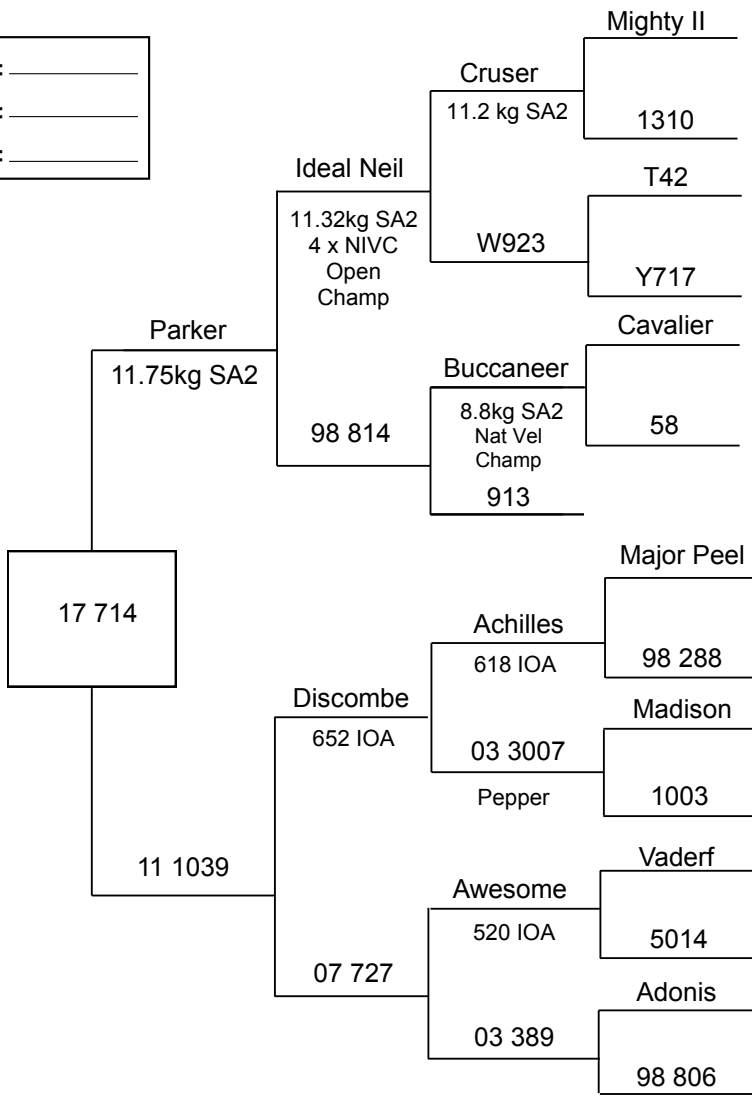 Mighty II
:
Cruser
11.2 kg SA2
1310
:
:
Ideal Neil
T42
11.32kg SA2
4 x NIVC
Open
Champ
W923
Y717
Parker
Cavalier
11.75kg SA2
Buccaneer
98 814
8.8kg SA2
Nat Vel
Champ
58
913
Major Peel
17 714
Achilles
618 IOA
98 288
Discombe
Madison
652 IOA
03 3007
Pepper
1003
11 1039
Vaderf
Awesome
520 IOA
5014
07 727
Adonis
03 389
98 806